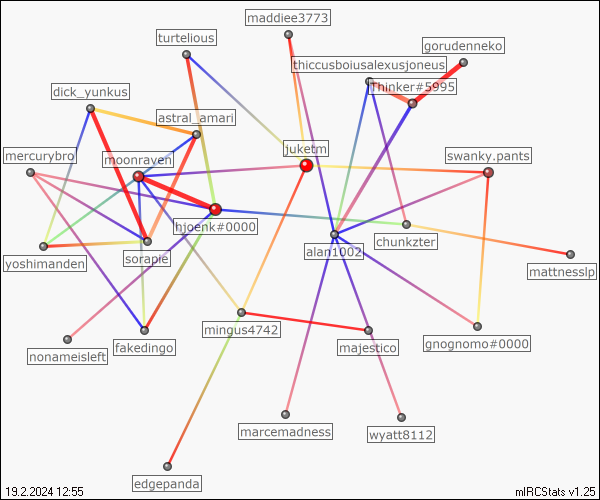 maddiee3773
turtelious
gorudenneko
thiccusboiusalexusjoneus
Thinker#5995
dick_yunkus
astral_amari
juketm
mercurybro
moonraven
swanky.pants
hjoenk#0000
chunkzter
alan1002
yoshimanden
sorapie
mattnesslp
mingus4742
nonameisleft
fakedingo
majestico
gnognomo#0000
marcemadness
wyatt8112
edgepanda
19.2.2024 12:55
mIRCStats v1.25